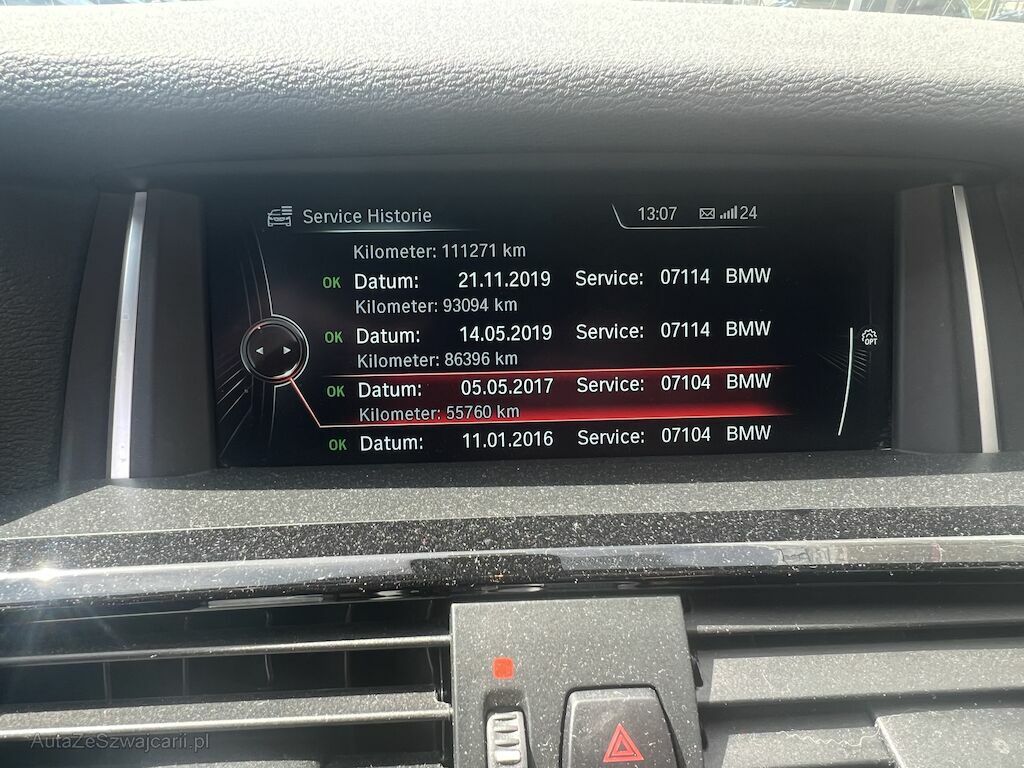 Service Historie 13:07 24
Kilometer: 111271 km
OK Datum: 21.11.2019 Service: 07114 BMW
Kilometer: 93094 km
OK Datum: 14.05.2019 Service: 07114 BMW
Kilometer: 86396 km
OPT
OK Datum: 05.05.2017 Service: 07104 BMW
Kilometer: 55760 km
OK Datum: 11.01.2016 Service: 07104 BMW
AutaZeSzwajcarii.pl